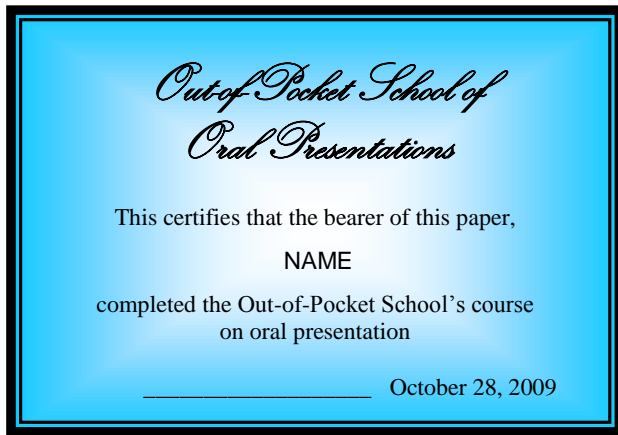 Out-of-Pocket School of
Oral Presentations
This certifies that the bearer of this paper,
NAME
completed the Out-of-Pocket School's course
on oral presentation
___________________ October 28, 2009